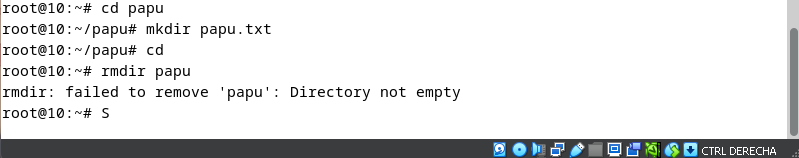 root@10:~# cd papu
root@10:~/papu# mkdir papu.txt
root@10:~/papu# cd
root@10:~# rmdir papu
rmdir: failed to remove 'papu': Directory not empty
root@10:~# S
CTRL DERECHA